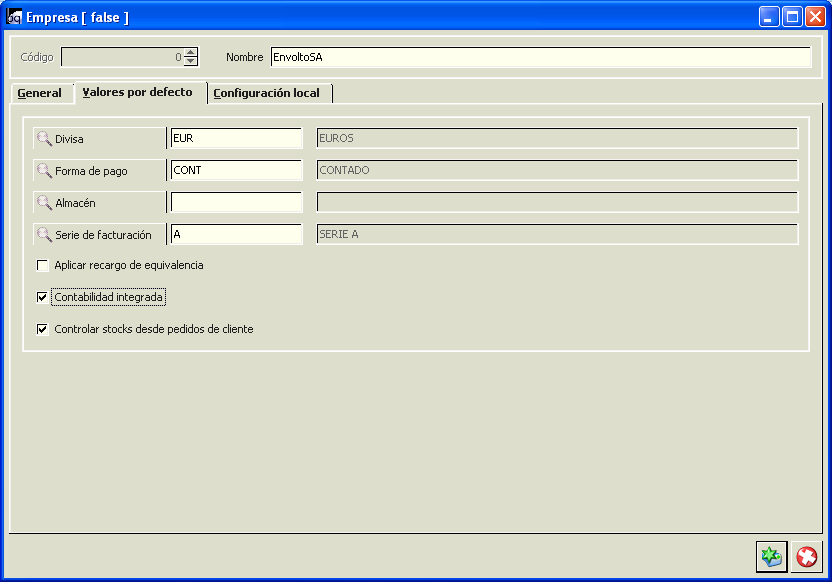 Empresa [ false ]
Código 0 Nombre EnvoltoSA
General Valores por defecto Configuración local
Divisa EUR EUROS
Forma de pago CONT CONTADO
Almacén
Serie de facturación A SERIE A
Aplicar recargo de equivalencia
Contabilidad integrada
Controlar stocks desde pedidos de cliente